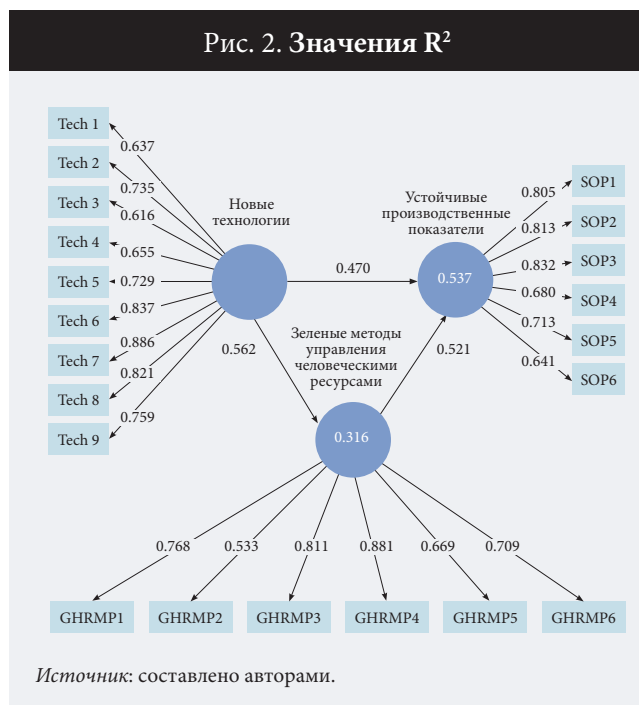 Рис. 2. Значения R²
Tech 1
Tech 2
Tech 3
Tech 4
Tech 5
Tech 6
Tech 7
Tech 8
Tech 9
0.637
0.735
0.616
0.655
0.729
0.837
0.886
0.821
0.759
Новые
технологии
0.470
0.562
Устойчивые
производственные
показатели
0.537
0.805
0.813
0.832
0.680
0.713
0.641
SOP1
SOP2
SOP3
SOP4
SOP5
SOP6
Зеленые методы
управления
человеческими
ресурсами
0.521
0.316
0.768
0.533
0.811
0.881
0.669
0.709
GHRMP1
GHRMP2
GHRMP3
GHRMP4
GHRMP5
GHRMP6
Источник: составлено авторами.